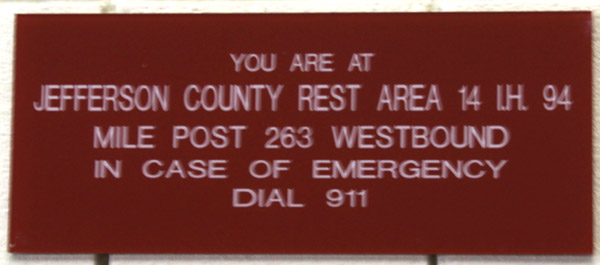 YOU ARE AT
JEFFERSON COUNTY REST AREA 14 I.H. 94
MILE POST 263 WESTBOUND
IN CASE OF EMERGENCY
DIAL 911